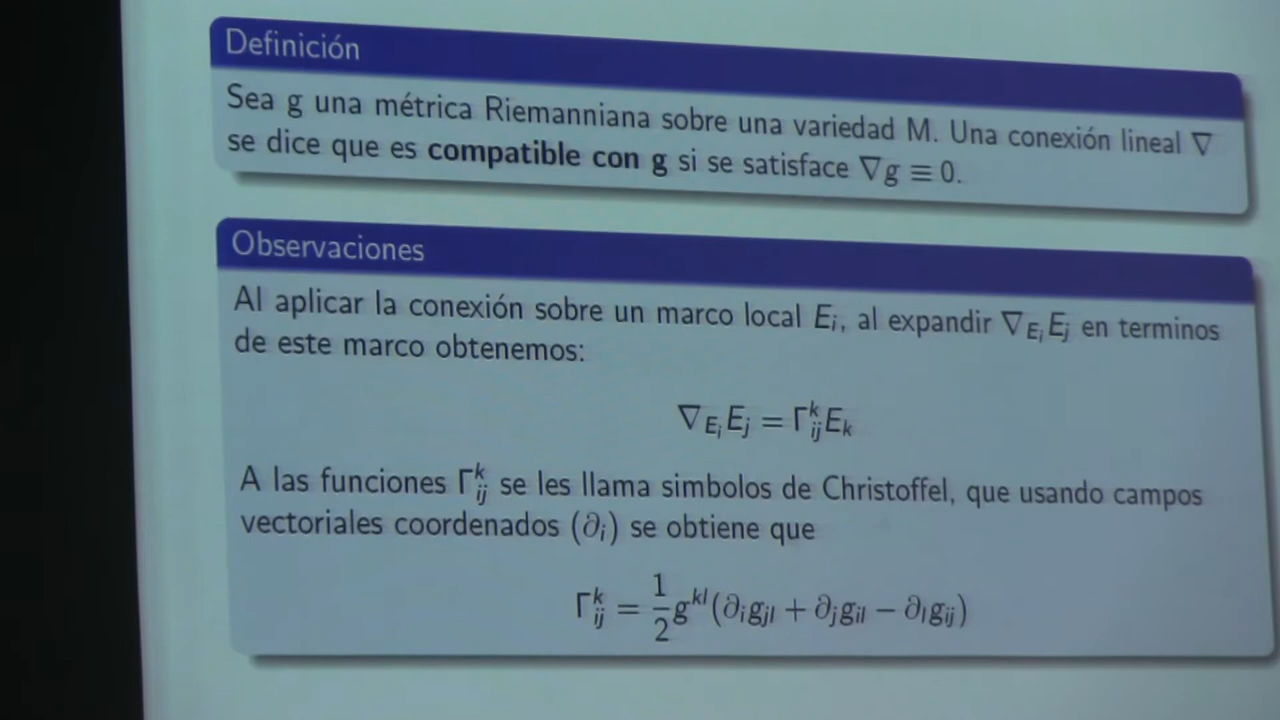 Definición
Sea g una métrica Riemanniana sobre una variedad M. Una conexión lineal ∇
se dice que es compatible con g si se satisface ∇g ≡ 0.
Observaciones
Al aplicar la conexión sobre un marco local E_i, al expandir ∇_{E_i} E_j en terminos
de este marco obtenemos:
∇_{E_i} E_j = Γ^k_{ij} E_k
A las funciones Γ^k_{ij} se les llama simbolos de Christoffel, que usando campos
vectoriales coordenados (∂_i) se obtiene que
Γ^k_{ij} = \frac{1}{2} g^{kl} (∂_i g_{jl} + ∂_j g_{il} − ∂_l g_{ij})